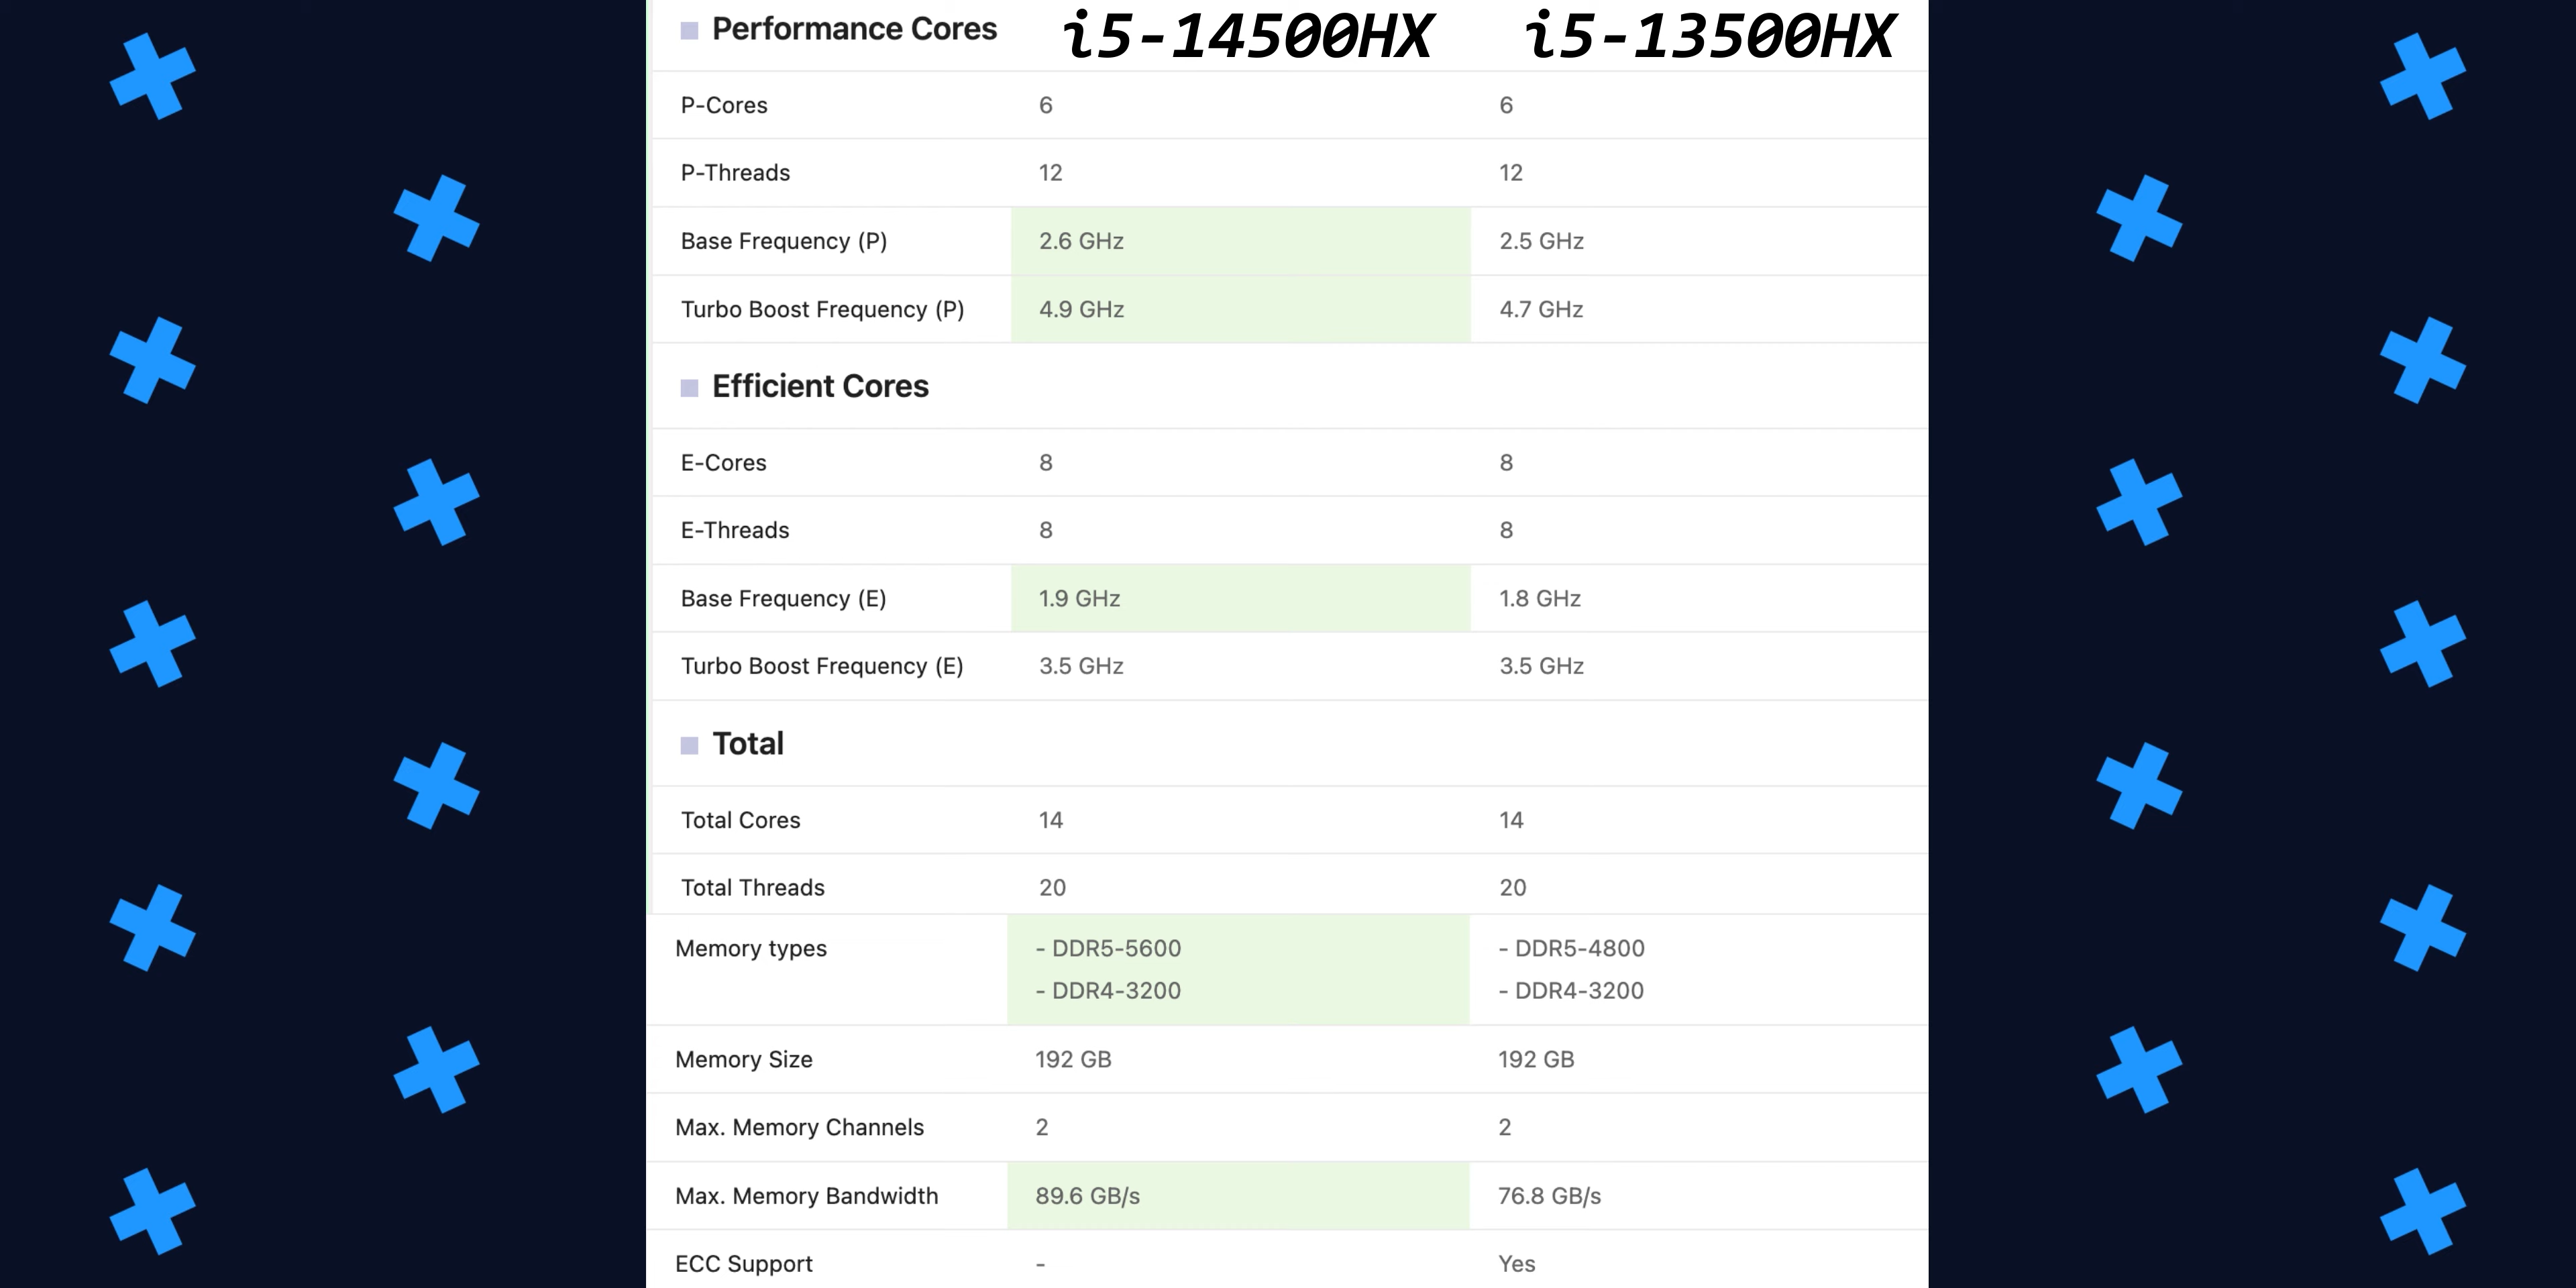 Performance Cores i5-14500HX i5-13500HX
P-Cores 6 6
P-Threads 12 12
Base Frequency (P) 2.6 GHz 2.5 GHz
Turbo Boost Frequency (P) 4.9 GHz 4.7 GHz
Efficient Cores
E-Cores 8 8
E-Threads 8 8
Base Frequency (E) 1.9 GHz 1.8 GHz
Turbo Boost Frequency (E) 3.5 GHz 3.5 GHz
Total
Total Cores 14 14
Total Threads 20 20
Memory types - DDR5-5600 - DDR5-4800
- DDR4-3200 - DDR4-3200
Memory Size 192 GB 192 GB
Max. Memory Channels 2 2
Max. Memory Bandwidth 89.6 GB/s 76.8 GB/s
ECC Support - Yes